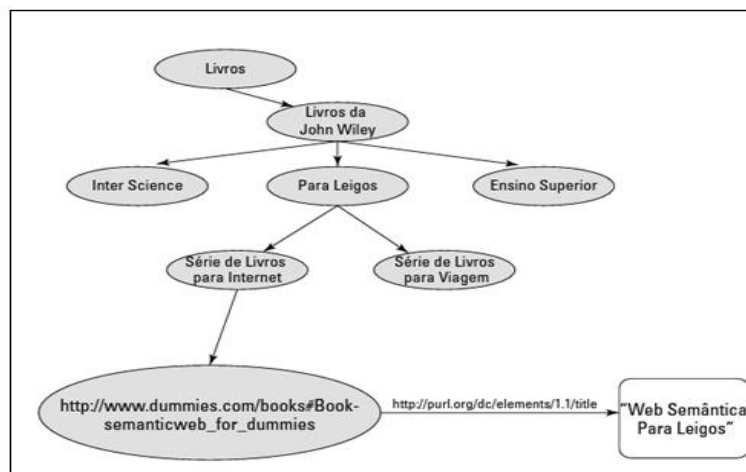 Livros
Livros da
John Wiley
Inter Science
Para Leigos
Ensino Superior
Série de Livros
para Internet
Série de Livros
para Viagem
http://www.dummies.com/books#Book-
semanticweb_for_dummies
http://purl.org/dc/elements/1.1/title
"Web Semântica
Para Leigos"